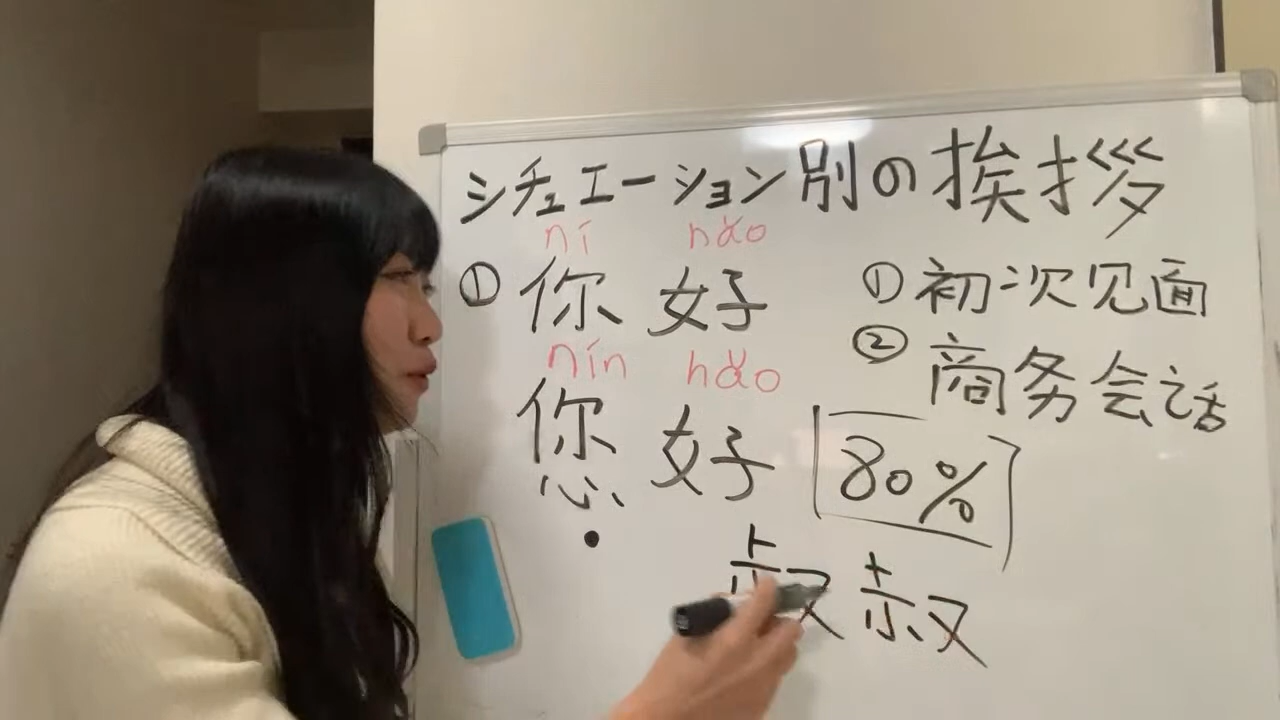 シチュエーション別の挨拶
nǐ hǎo
① 你好
nín hǎo
您好
① 初次见面
② 商务会话
80%
叔叔